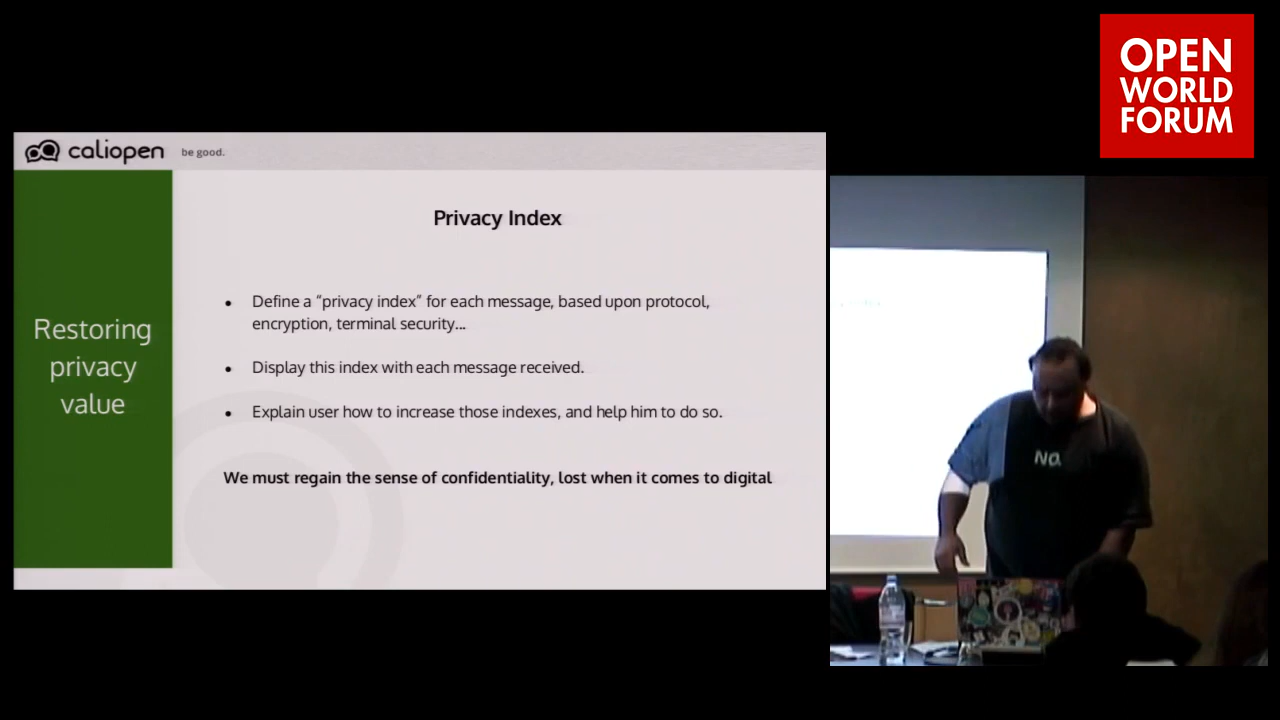 OPEN
WORLD
FORUM
caliopen be good.
Restoring
privacy
value
Privacy Index
● Define a “privacy index” for each message, based upon protocol,
encryption, terminal security...
● Display this index with each message received.
● Explain user how to increase those indexes, and help him to do so.
We must regain the sense of confidentiality, lost when it comes to digital
NO.